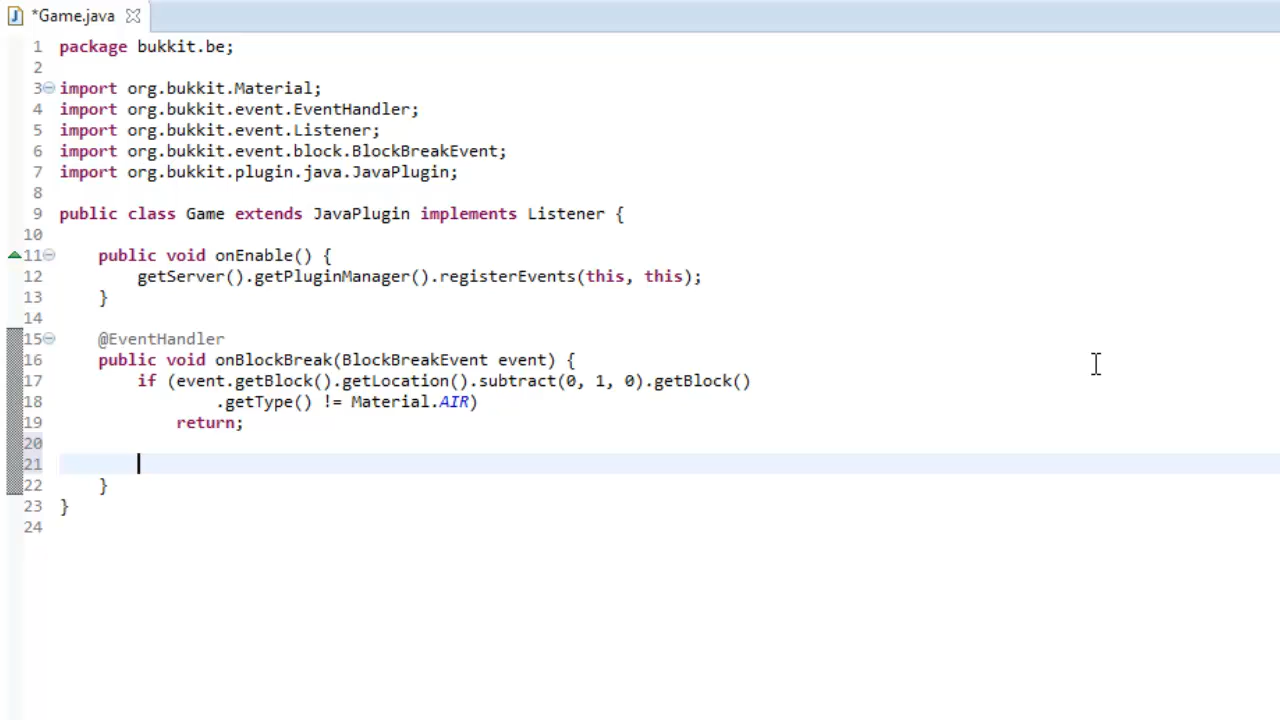 *Game.java
1 package bukkit.be;
2
3 import org.bukkit.Material;
4 import org.bukkit.event.EventHandler;
5 import org.bukkit.event.Listener;
6 import org.bukkit.event.block.BlockBreakEvent;
7 import org.bukkit.plugin.java.JavaPlugin;
8
9 public class Game extends JavaPlugin implements Listener {
10
11     public void onEnable() {
12         getServer().getPluginManager().registerEvents(this, this);
13     }
14
15     @EventHandler
16     public void onBlockBreak(BlockBreakEvent event) {
17         if (event.getBlock().getLocation().subtract(0, 1, 0).getBlock()
18                 .getType() != Material.AIR)
19             return;
20
21
22     }
23 }
24